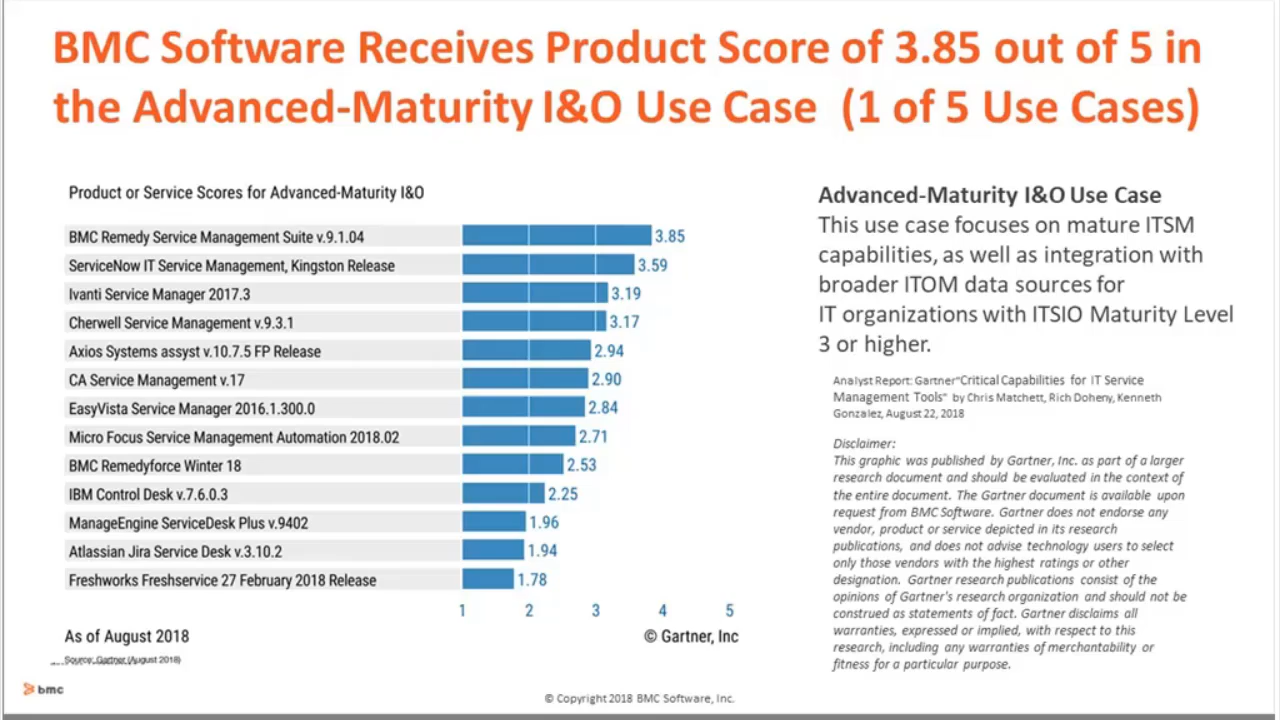 BMC Software Receives Product Score of 3.85 out of 5 in
the Advanced-Maturity I&O Use Case (1 of 5 Use Cases)
Product or Service Scores for Advanced-Maturity I&O
BMC Remedy Service Management Suite v.9.1.04 3.85
ServiceNow IT Service Management, Kingston Release 3.59
Ivanti Service Manager 2017.3 3.19
Cherwell Service Management v.9.3.1 3.17
Axios Systems assyst v.10.7.5 FP Release 2.94
CA Service Management v.17 2.90
EasyVista Service Manager 2016.1.300.0 2.84
Micro Focus Service Management Automation 2018.02 2.71
BMC Remedyforce Winter 18 2.53
IBM Control Desk v.7.6.0.3 2.25
ManageEngine ServiceDesk Plus v.9402 1.96
Atlassian Jira Service Desk v.3.10.2 1.94
Freshworks Freshservice 27 February 2018 Release 1.78
1 2 3 4 5
As of August 2018 © Gartner, Inc
Source: Gartner (August 2018)
Advanced-Maturity I&O Use Case
This use case focuses on mature ITSM
capabilities, as well as integration with
broader ITOM data sources for
IT organizations with ITSIO Maturity Level
3 or higher.
Analyst Report: Gartner"Critical Capabilities for IT Service
Management Tools" by Chris Matchett, Rich Doheny, Kenneth
Gonzalez, August 22, 2018
Disclaimer:
This graphic was published by Gartner, Inc. as part of a larger
research document and should be evaluated in the context of
the entire document. The Gartner document is available upon
request from BMC Software. Gartner does not endorse any
vendor, product or service depicted in its research
publications, and does not advise technology users to select
only those vendors with the highest ratings or other
designation. Gartner research publications consist of the
opinions of Gartner's research organization and should not be
construed as statements of fact. Gartner disclaims all
warranties, expressed or implied, with respect to this
research, including any warranties of merchantability or
fitness for a particular purpose.
bmc
© Copyright 2018 BMC Software, Inc.